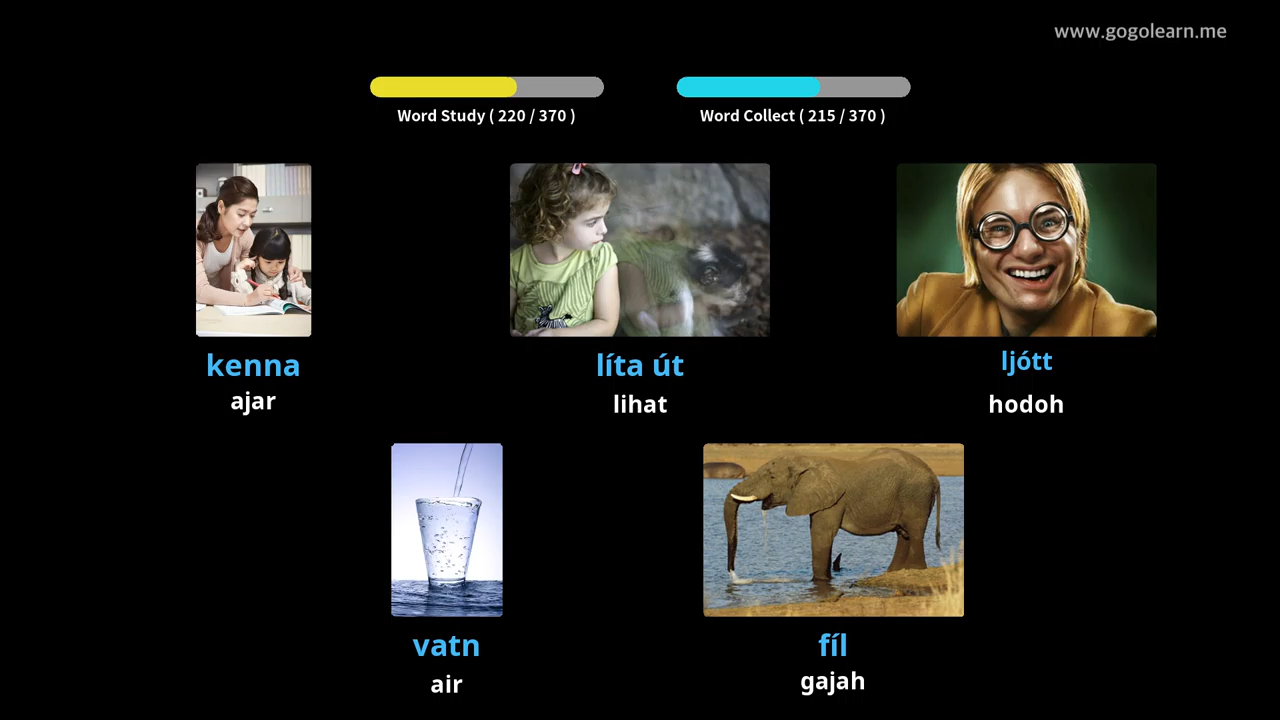 www.gogolearn.me
Word Study ( 220 / 370 )
Word Collect ( 215 / 370 )
kenna
ajar
líta út
lihat
ljótt
hodoh
vatn
air
fíl
gajah